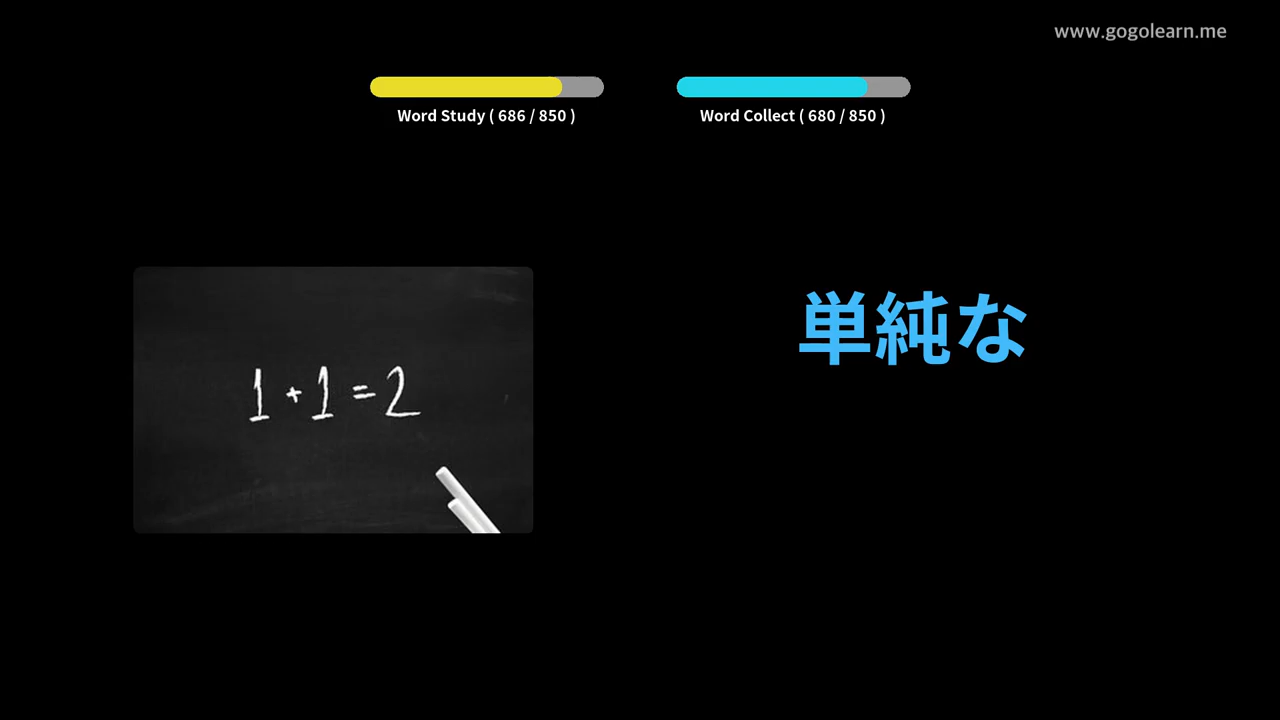 www.gogolearn.me
Word Study ( 686 / 850 )
Word Collect ( 680 / 850 )
単純な
1 + 1 = 2